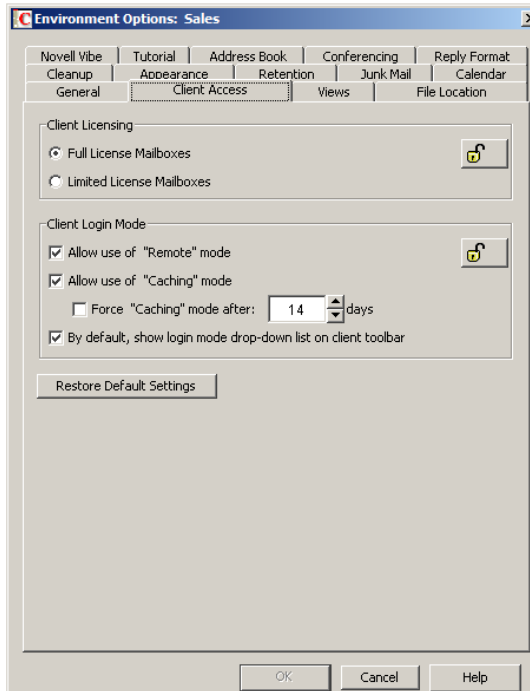 Environment Options: Sales
Novell Vibe Tutorial Address Book Conferencing Reply Format
Cleanup Appearance Retention Junk Mail Calendar
General Client Access Views File Location
Client Licensing
Full License Mailboxes
Limited License Mailboxes
Client Login Mode
Allow use of "Remote" mode
Allow use of "Caching" mode
Force "Caching" mode after: 14 days
By default, show login mode drop-down list on client toolbar
Restore Default Settings
OK Cancel Help